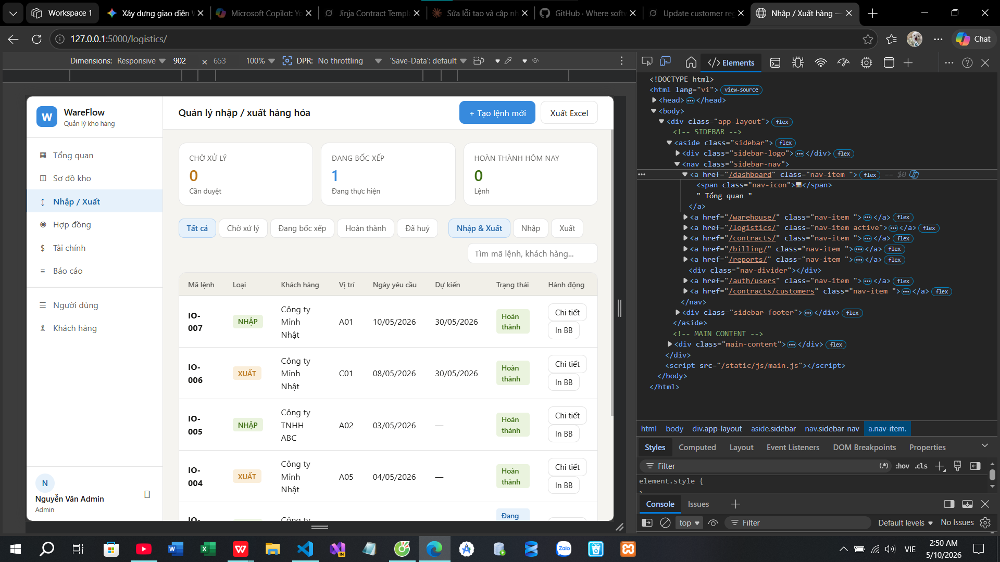 Workspace 1
Xây dựng giao diện
Microsoft Copilot: Yo
Jinja Contract Templ
Sửa lỗi tạo và cập nh
GitHub · Where softw
Update customer re
Nhập / Xuất hàng —
127.0.0.1:5000/logistics/
Chat
Dimensions: Responsive 902 × 653 100% DPR: No throttling 'Save-Data': default
Elements
W
WareFlow
Quản lý kho hàng
Tổng quan
Sơ đồ kho
Nhập / Xuất
Hợp đồng
$ Tài chính
Báo cáo
Người dùng
Khách hàng
N
Nguyễn Văn Admin
Admin
Quản lý nhập / xuất hàng hóa
+ Tạo lệnh mới
Xuất Excel
CHỜ XỬ LÝ
0
Cần duyệt
ĐANG BỐC XẾP
1
Đang thực hiện
HOÀN THÀNH HÔM NAY
0
Lệnh
Tất cả Chờ xử lý Đang bốc xếp Hoàn thành Đã huỷ Nhập & Xuất Nhập Xuất
Tìm mã lệnh, khách hàng...
Mã lệnh Loại Khách hàng Vị trí Ngày yêu cầu Dự kiến Trạng thái Hành động
IO-007 NHẬP Công ty Minh Nhật A01 10/05/2026 30/05/2026 Hoàn thành Chi tiết In BB
IO-006 XUẤT Công ty Minh Nhật C01 08/05/2026 30/05/2026 Hoàn thành Chi tiết In BB
IO-005 NHẬP Công ty TNHH ABC A02 03/05/2026 — Hoàn thành Chi tiết In BB
IO-004 XUẤT Công ty Minh Nhật A05 04/05/2026 — Hoàn thành Chi tiết In BB
IO- Công ty Đang
<!DOCTYPE html>
<html lang="vi"> view-source
<head> ••• </head>
<body>
<div class="app-layout"> flex
<!-- SIDEBAR -->
<aside class="sidebar"> flex
<div class="sidebar-logo"> ••• </div> flex
<nav class="sidebar-nav">
••• <a href="/dashboard" class="nav-item "> flex == $0
<span class="nav-icon">▦</span>
" Tổng quan "
</a>
<a href="/warehouse/" class="nav-item "> ••• </a> flex
<a href="/logistics/" class="nav-item active"> ••• </a> flex
<a href="/contracts/" class="nav-item "> ••• </a> flex
<a href="/billing/" class="nav-item "> ••• </a> flex
<a href="/reports/" class="nav-item "> ••• </a> flex
<div class="nav-divider"></div>
<a href="/auth/users" class="nav-item "> ••• </a> flex
<a href="/contracts/customers" class="nav-item "> ••• </a> flex
</nav>
<div class="sidebar-footer"> ••• </div> flex
</aside>
<!-- MAIN CONTENT -->
<div class="main-content"> ••• </div> flex
</div>
<script src="/static/js/main.js"></script>
</body>
</html>
html body div.app-layout aside.sidebar nav.sidebar-nav a.nav-item.
Styles Computed Layout Event Listeners DOM Breakpoints Properties
Filter (.*) :hov .cls
element.style {
Console Issues
top Filter Default levels No Issues
VIE
2:50 AM
5/10/2026
Zalo